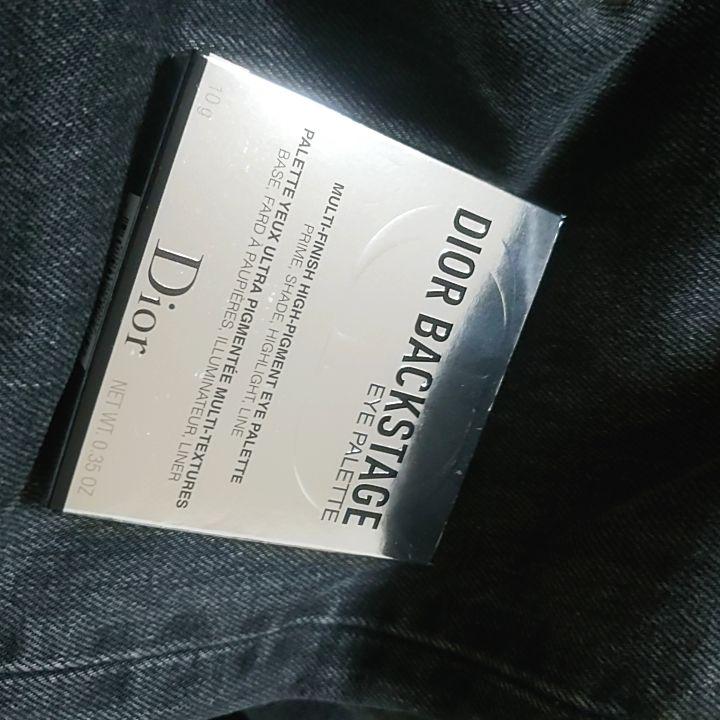 DIOR BACKSTAGE
EYE PALETTE
MULTI-FINISH HIGH-PIGMENT EYE PALETTE
PRIME, SHADE, HIGHLIGHT, LINE
PALETTE YEUX ULTRA PIGMENTÉE MULTI-TEXTURES
BASE, FARD À PAUPIÈRES, ILLUMINATEUR, LINER
Dior
10 g
NET WT. 0.35 OZ